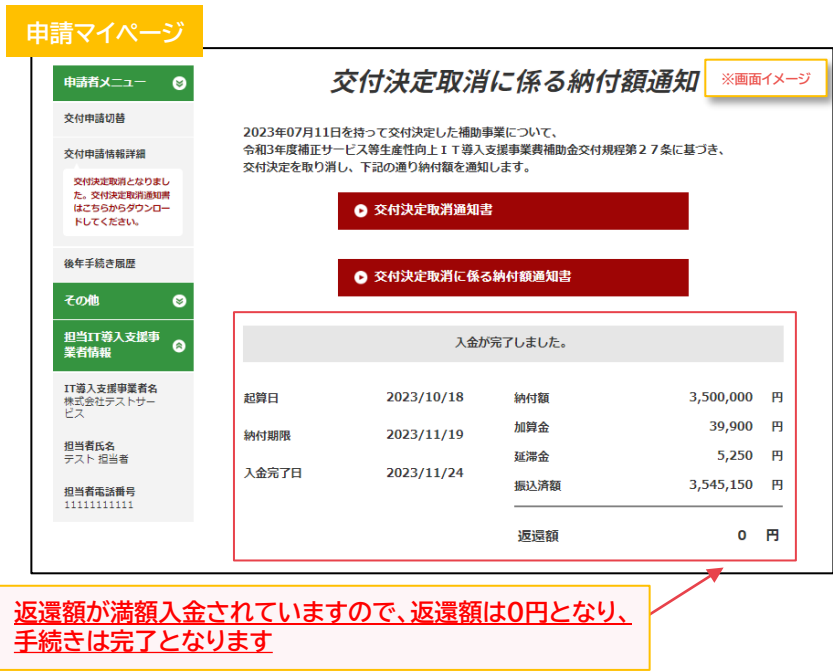 申請マイページ
申請者メニュー
交付申請切替
交付申請情報詳細
交付決定取消となりまし
た。交付決定取消通知書
はこちらからダウンロー
ドしてください。
後年手続き履歴
その他
担当IT導入支援事
業者情報
IT導入支援事業者名
株式会社テストサー
ビス
担当者氏名
テスト 担当者
担当者電話番号
11111111111
交付決定取消に係る納付額通知
※画面イメージ
2023年07月11日を持って交付決定した補助事業について、
令和3年度補正サービス等生産性向上IT導入支援事業費補助金交付規程第27条に基づき、
交付決定を取り消し、下記の通り納付額を通知します。
交付決定取消通知書
交付決定取消に係る納付額通知書
入金が完了しました。
起算日 2023/10/18
納付期限 2023/11/19
入金完了日 2023/11/24
納付額 3,500,000 円
加算金 39,900 円
延滞金 5,250 円
振込済額 3,545,150 円
返還額 0 円
返還額が満額入金されていますので、返還額は0円となり、
手続きは完了となります